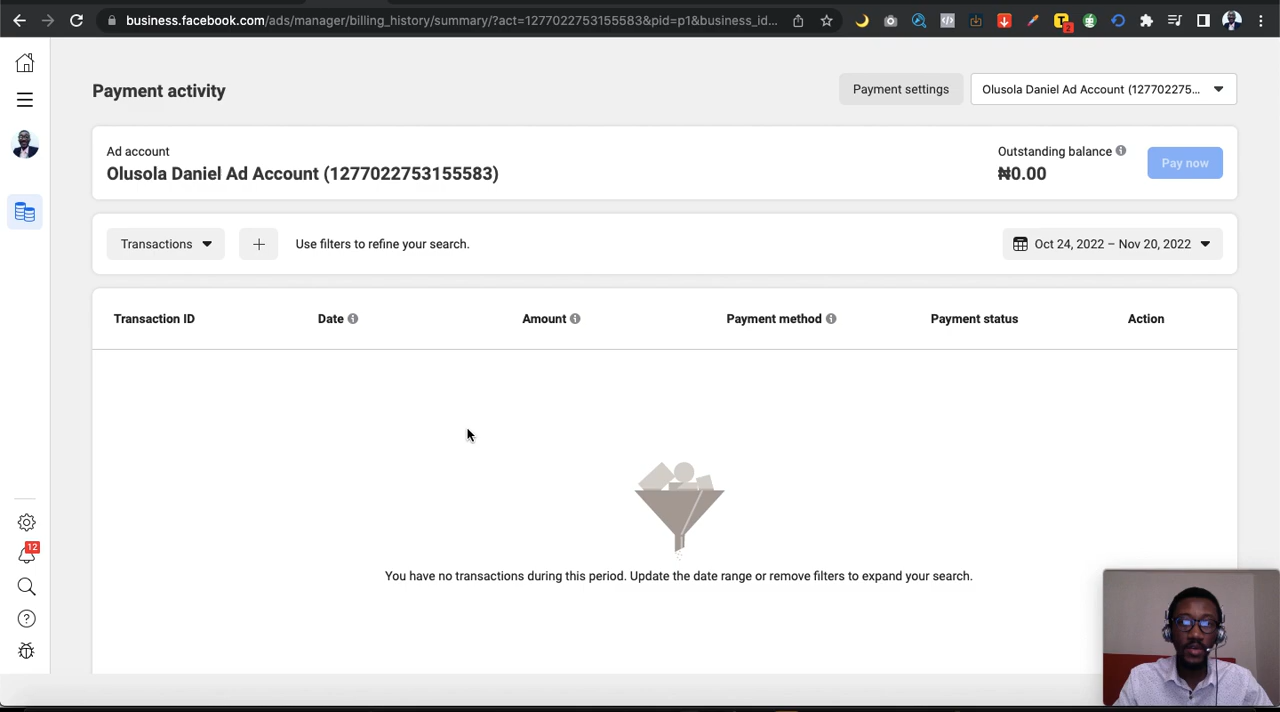 business.facebook.com/ads/manager/billing_history/summary/?act=1277022753155583&pid=p1&business_id...
2
Payment activity
Payment settings
Olusola Daniel Ad Account (127702275...
Ad account
Olusola Daniel Ad Account (1277022753155583)
Outstanding balance
₦0.00
Pay now
Transactions
Use filters to refine your search.
Oct 24, 2022 – Nov 20, 2022
Transaction ID
Date
Amount
Payment method
Payment status
Action
12
You have no transactions during this period. Update the date range or remove filters to expand your search.